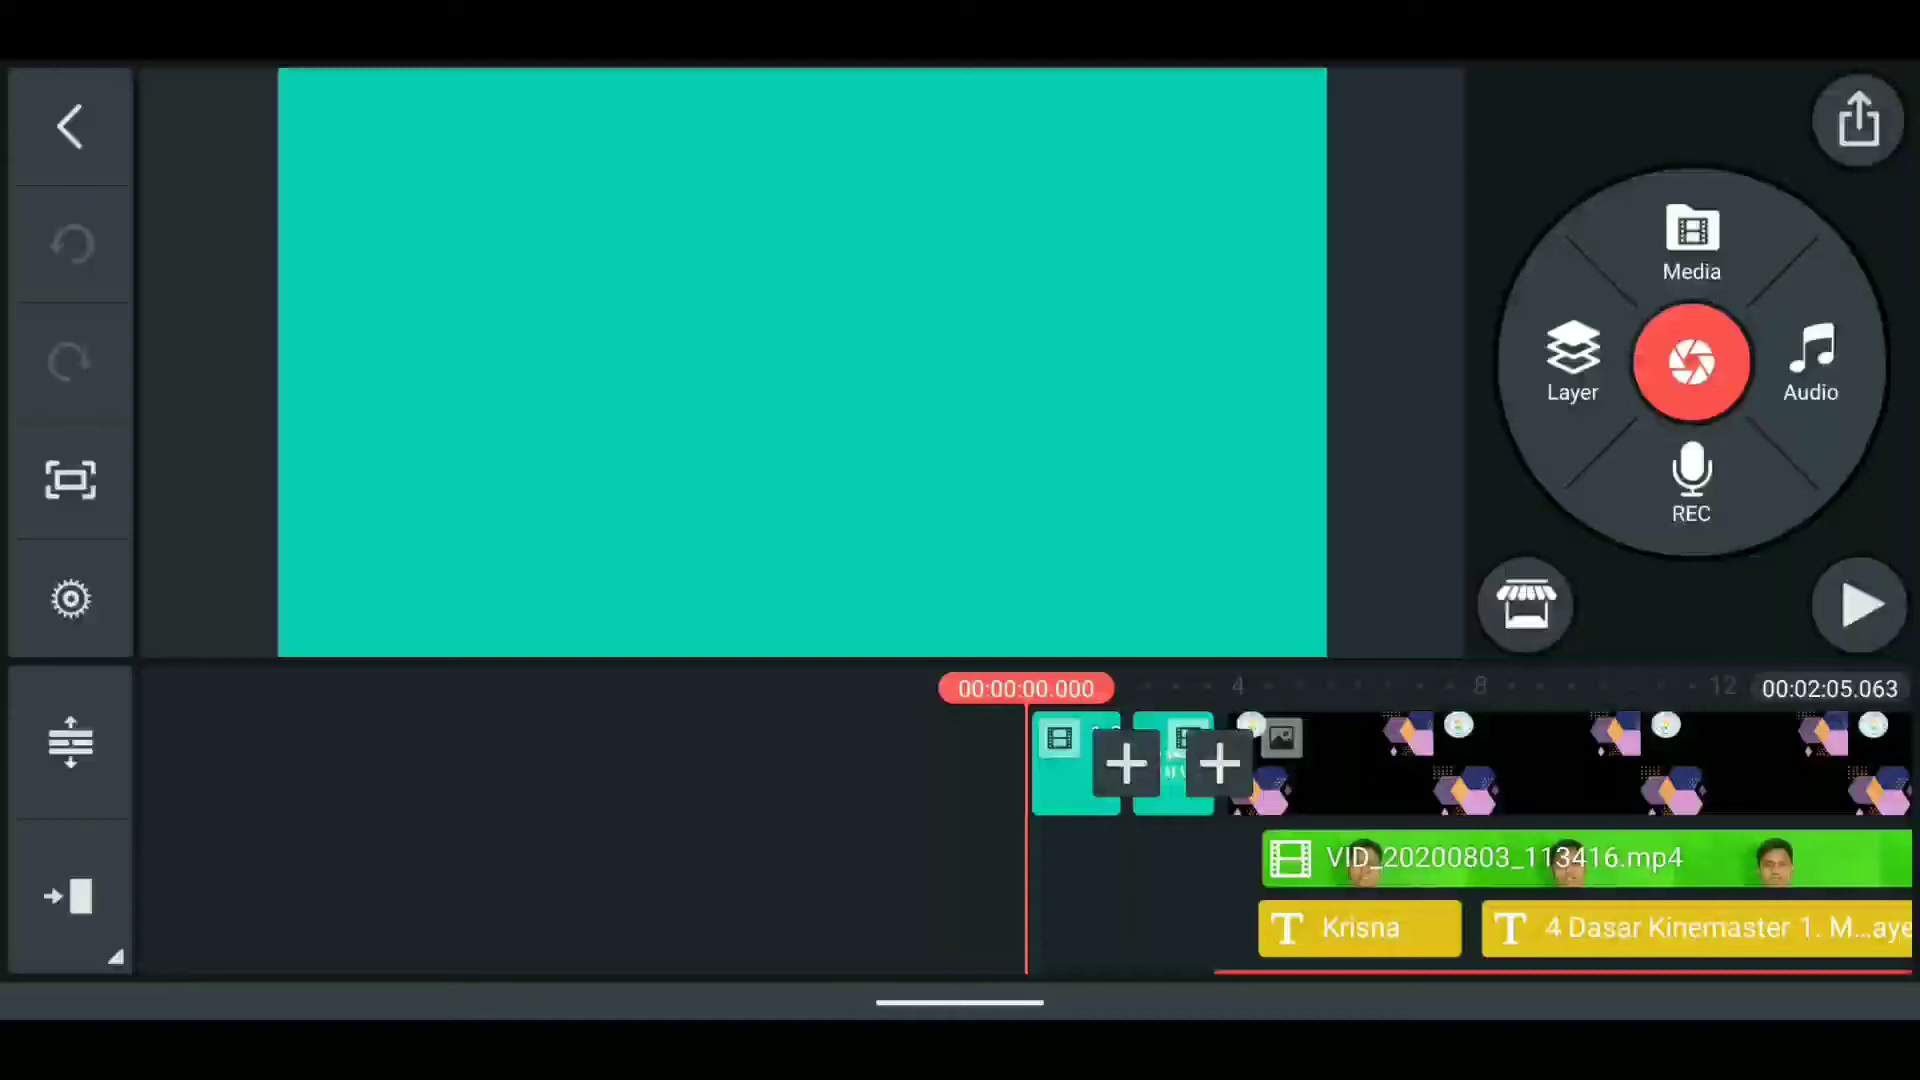 Media
Layer
Audio
REC
00:00:00.000
4
8
12
00:02:05.063
VID_20200803_113416.mp4
Krisna
4 Dasar Kinemaster 1. M...aye